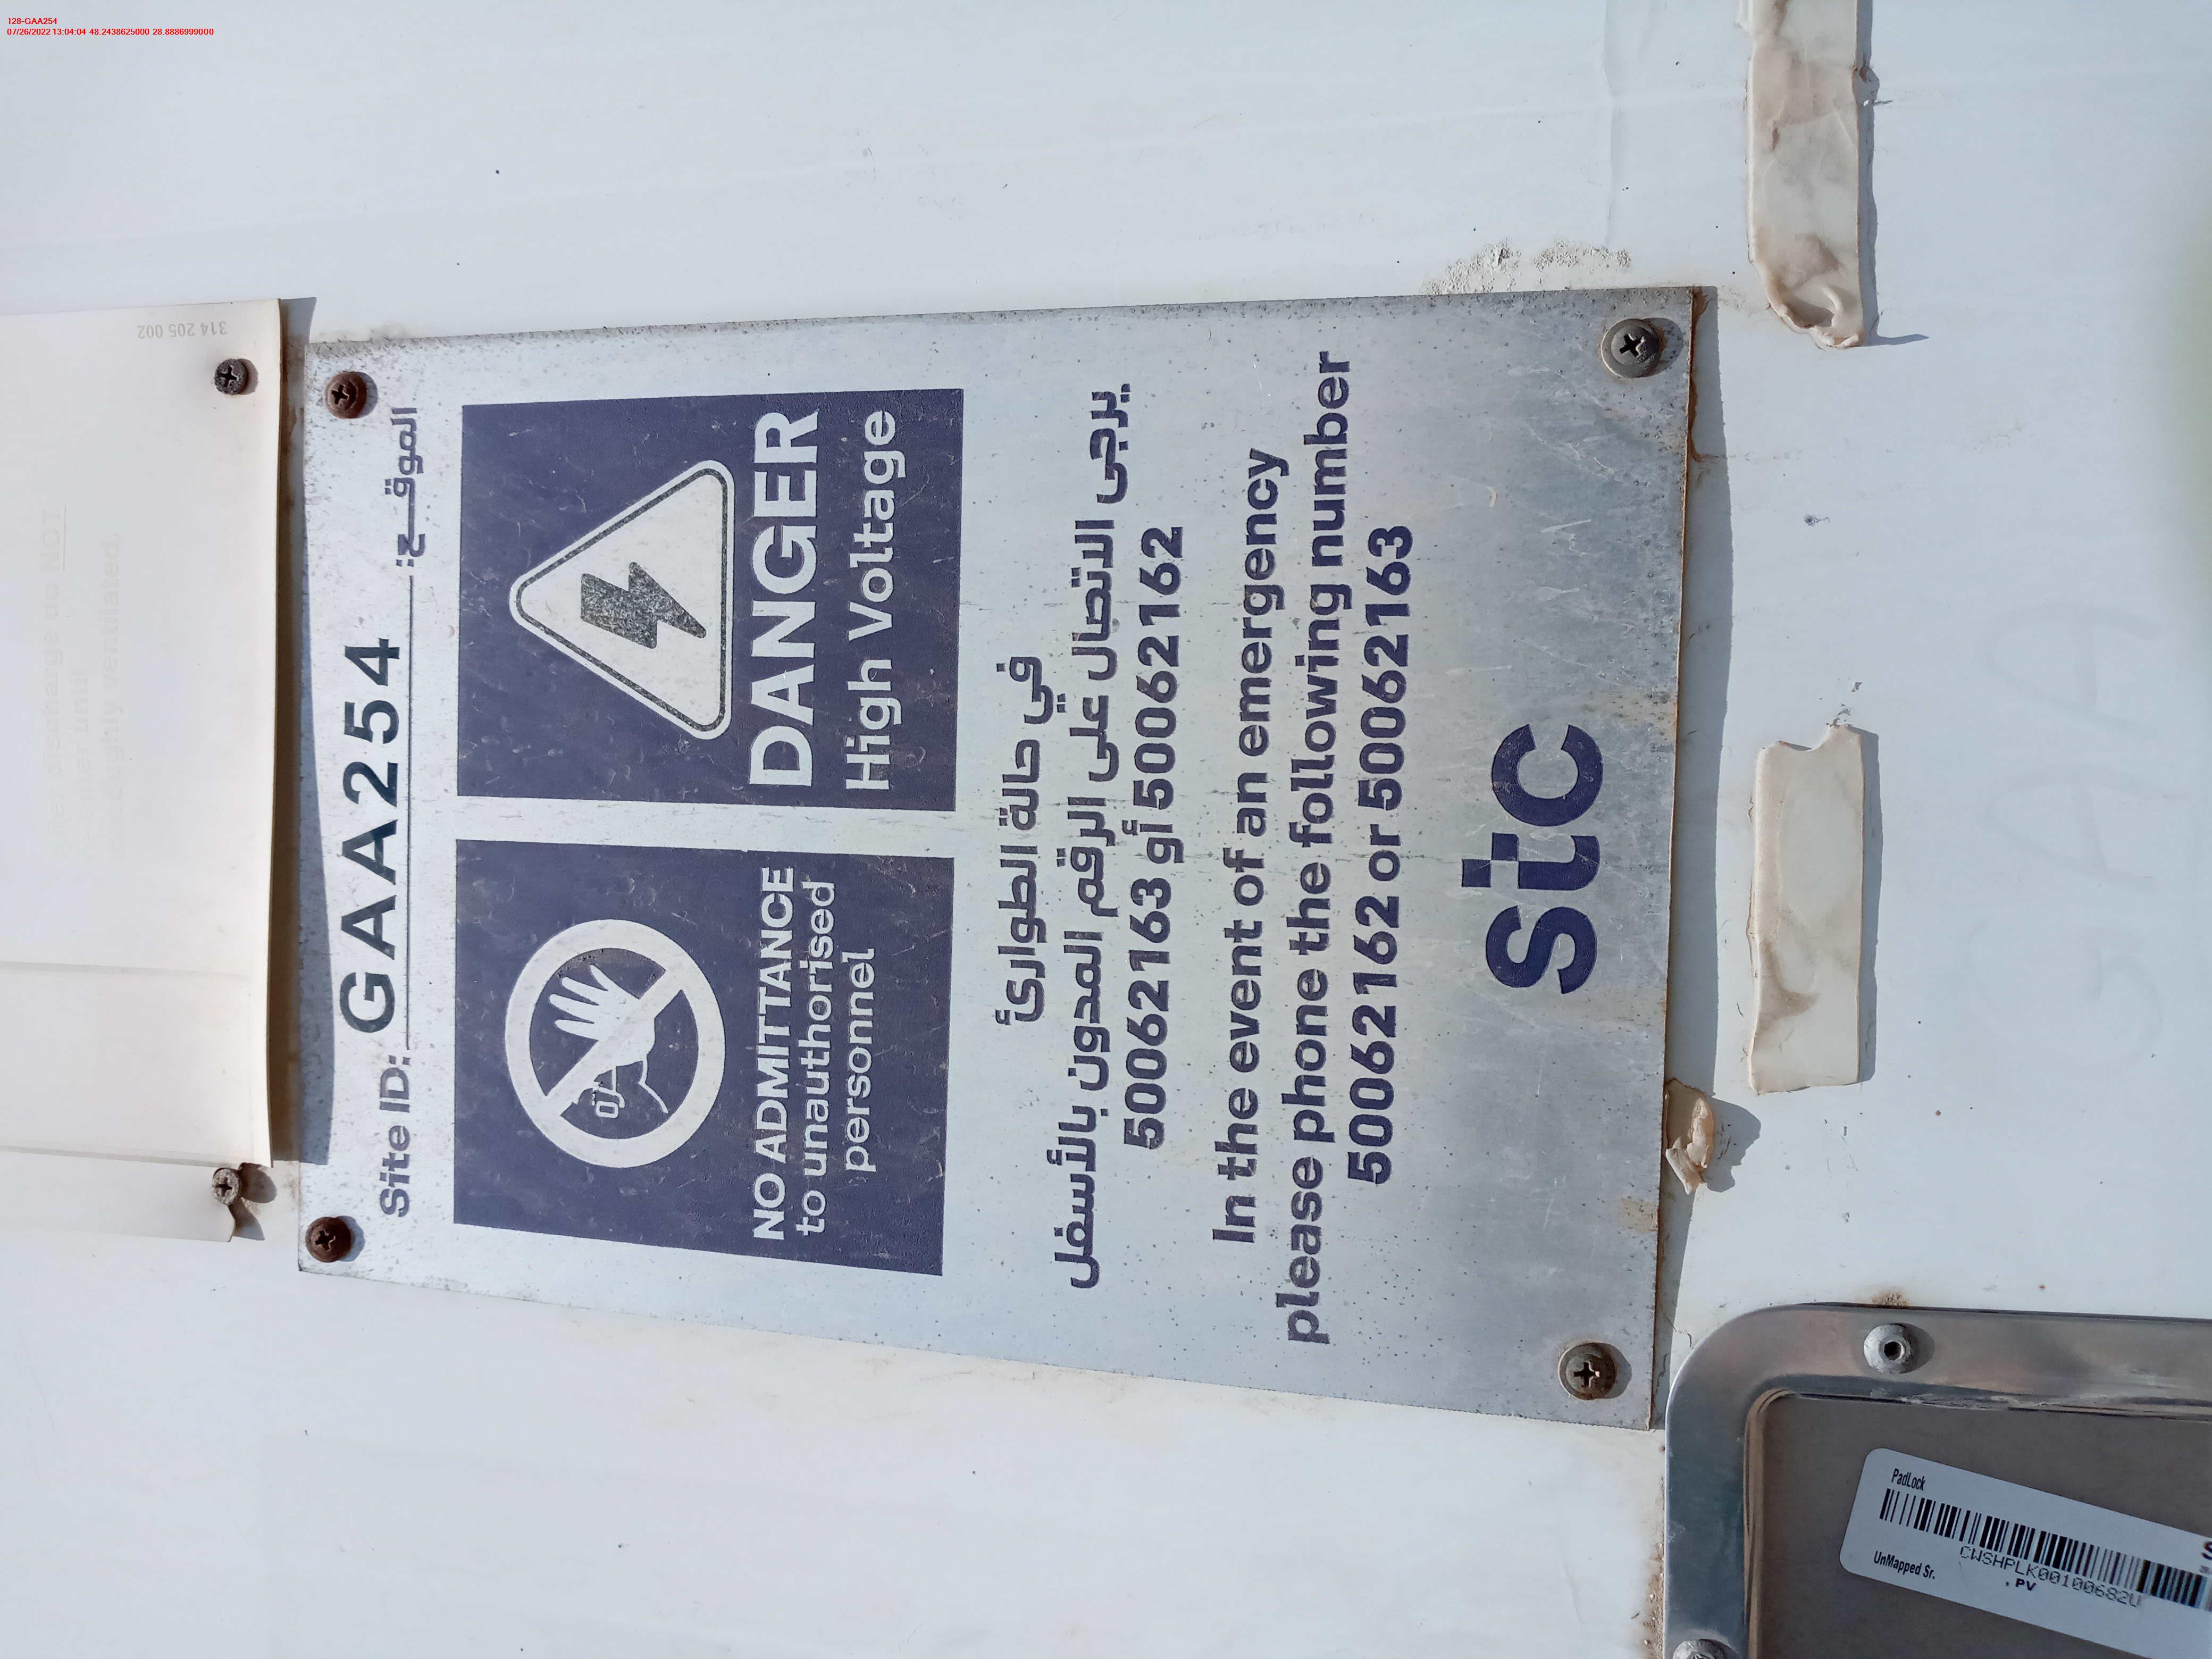 128-GAA254
07/26/2022 13:04:04 48.2438625000 28.8886999000
314 205 002
Site ID: GAA254 الموقـــع:
NO ADMITTANCE
to unauthorised
personnel
DANGER
High Voltage
في حالة الطوارئ
يرجى الاتصال على الرقم المدون بالأسفل
50062163 أو 50062162
In the event of an emergency
please phone the following number
50062162 or 50062163
stc
PadLock
UnMapped Sr.
, PV